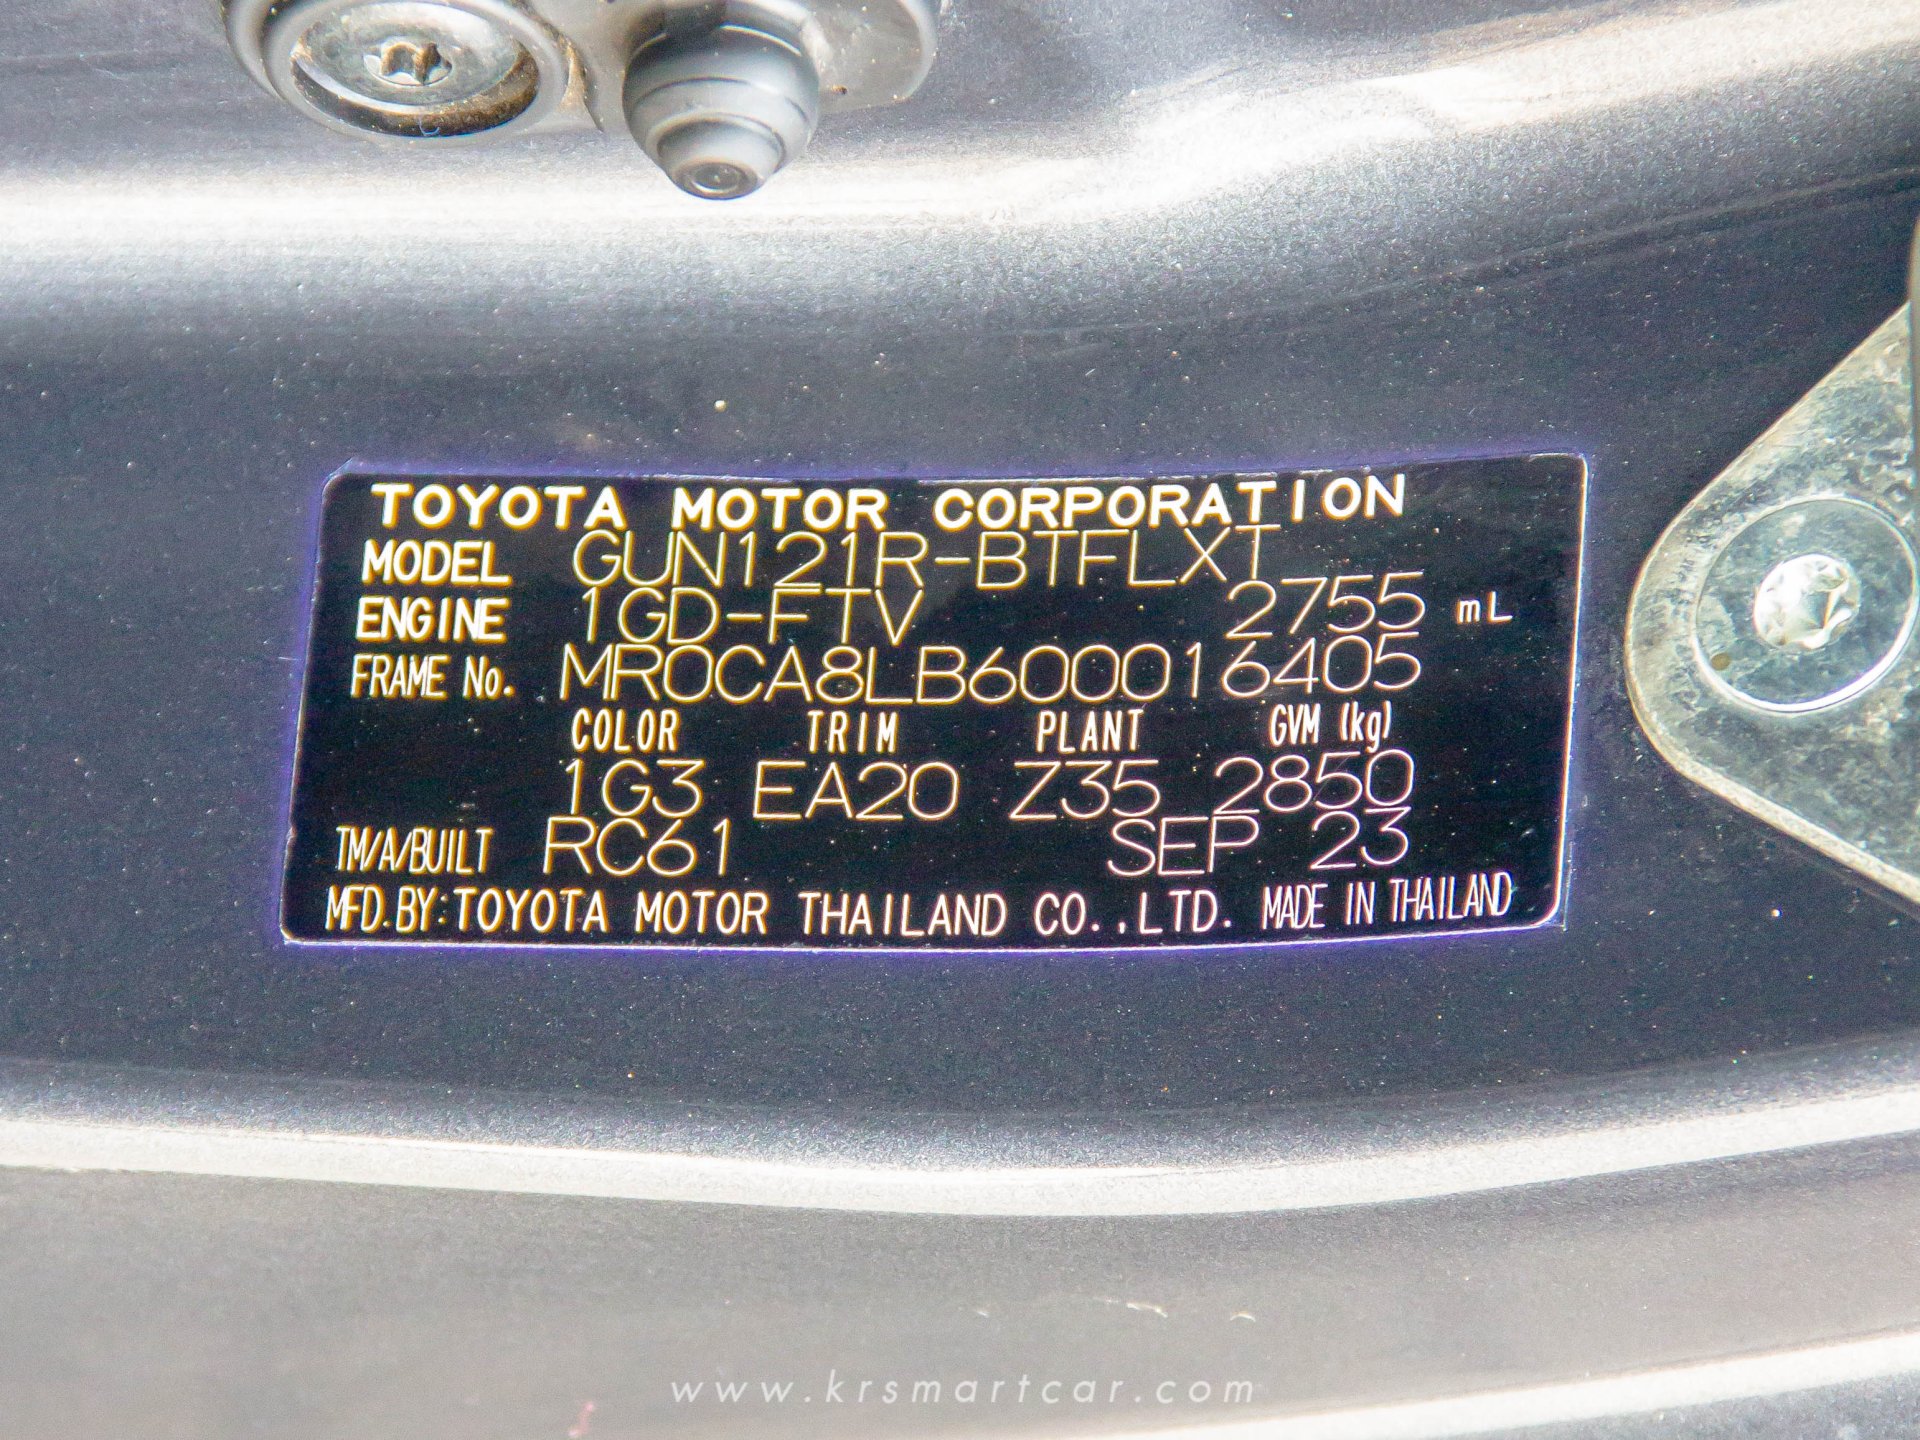 TOYOTA MOTOR CORPORATION
MODEL GUN121R-BTFLXT
ENGINE 1GD-FTV 2755 mL
FRAME No. MR0CA8LB600016405
COLOR TRIM PLANT GVM (kg)
1G3 EA20 Z35 2850
TM/A/BUILT RC61 SEP 23
MFD.BY:TOYOTA MOTOR THAILAND CO.,LTD. MADE IN THAILAND
www.krsmartcar.com